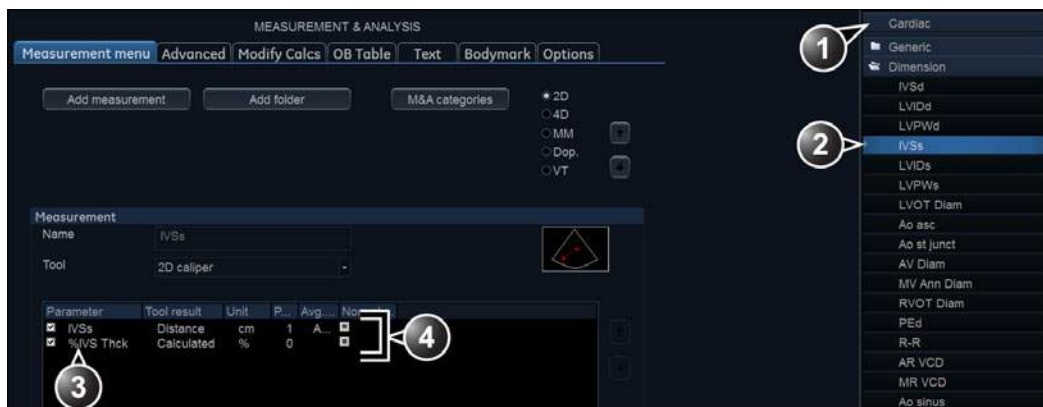 MEASUREMENT & ANALYSIS
Measurement menu Advanced Modify Calcs OB Table Text Bodymark Options
Add measurement Add folder M&A categories
2D
4D
MM
Dop.
VT
Measurement
Name IVSs
Tool 2D caliper
Parameter Tool result Unit P... Avg....
IVSs Distance cm 1 A...
%IVS Thck Calculated % 0
1
2
3
4
Cardiac
Generic
Dimension
IVSd
LVIDd
LVPWd
IVSs
LVIDs
LVPWs
LVOT Diam
Ao asc
Ao st junct
AV Diam
MV Ann Diam
RVOT Diam
PEd
R-R
AR VCD
MR VCD
Ao sinus